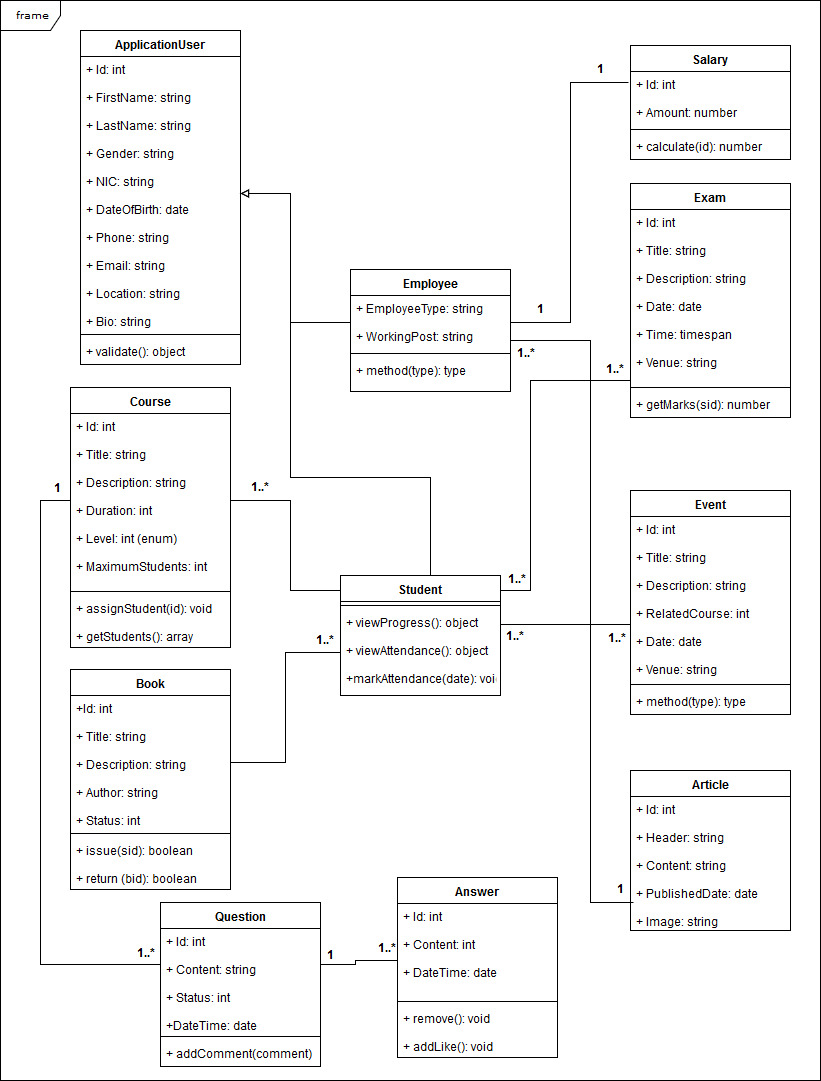 frame
ApplicationUser
+ Id: int
+ FirstName: string
+ LastName: string
+ Gender: string
+ NIC: string
+ DateOfBirth: date
+ Phone: string
+ Email: string
+ Location: string
+ Bio: string
+ validate(): object
1
Salary
+ Id: int
+ Amount: number
+ calculate(id): number
Exam
+ Id: int
+ Title: string
+ Description: string
+ Date: date
+ Time: timespan
+ Venue: string
+ getMarks(sid): number
Employee
+ EmployeeType: string
+ WorkingPost: string
+ method(type): type
1
1..*
1..*
Course
+ Id: int
+ Title: string
+ Description: string
+ Duration: int
+ Level: int (enum)
+ MaximumStudents: int
+ assignStudent(id): void
+ getStudents(): array
1
1..*
Event
+ Id: int
+ Title: string
+ Description: string
+ RelatedCourse: int
+ Date: date
+ Venue: string
+ method(type): type
Student
+ viewProgress(): object
+ viewAttendance(): object
+markAttendance(date): voi
1..*
1..*
1..*
1..*
Book
+Id: int
+ Title: string
+ Description: string
+ Author: string
+ Status: int
+ issue(sid): boolean
+ return (bid): boolean
Article
+ Id: int
+ Header: string
+ Content: string
+ PublishedDate: date
+ Image: string
1
Question
+ Id: int
+ Content: string
+ Status: int
+DateTime: date
+ addComment(comment)
1..*
1
1..*
Answer
+ Id: int
+ Content: int
+ DateTime: date
+ remove(): void
+ addLike(): void